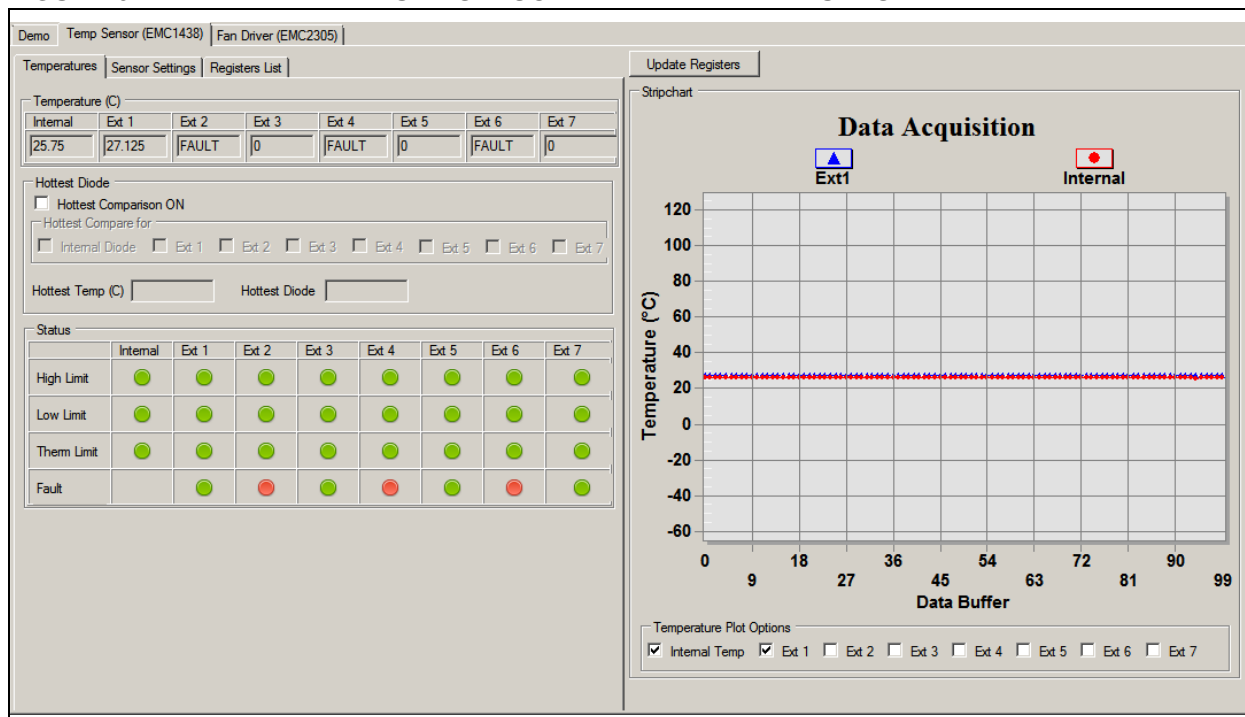 Demo Temp Sensor (EMC1438) Fan Driver (EMC2305)
Temperatures Sensor Settings Registers List
Temperature (C)
Internal Ext 1 Ext 2 Ext 3 Ext 4 Ext 5 Ext 6 Ext 7
25.75 27.125 FAULT 0 FAULT 0 FAULT 0
Hottest Diode
Hottest Comparison ON
Hottest Compare for
Internal Diode Ext 1 Ext 2 Ext 3 Ext 4 Ext 5 Ext 6 Ext 7
Hottest Temp (C) Hottest Diode
Status
Internal Ext 1 Ext 2 Ext 3 Ext 4 Ext 5 Ext 6 Ext 7
High Limit
Low Limit
Therm Limit
Fault
Update Registers
Stripchart
Data Acquisition
Ext1 Internal
Temperature (°C)
120
100
80
60
40
20
0
-20
-40
-60
0 18 36 54 72 90
9 27 45 63 81 99
Data Buffer
Temperature Plot Options
Internal Temp Ext 1 Ext 2 Ext 3 Ext 4 Ext 5 Ext 6 Ext 7